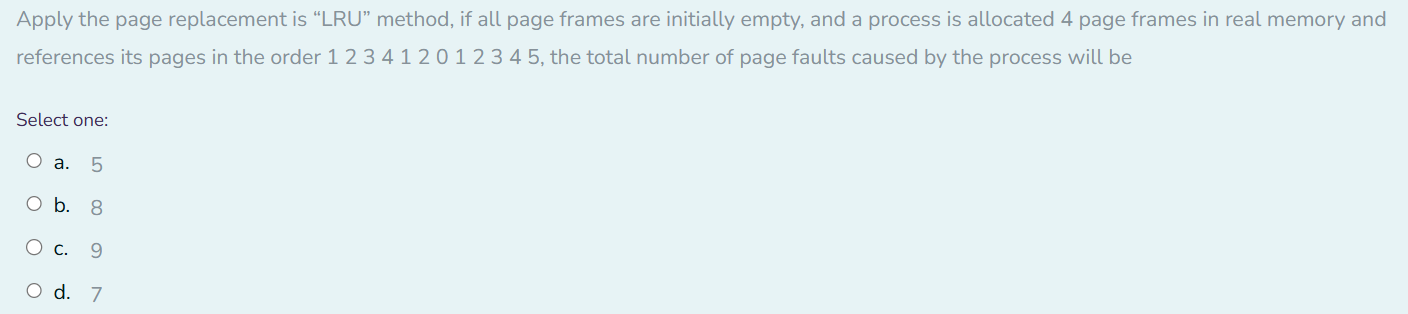 Apply the page replacement is “LRU” method, if all page frames are initially empty, and a process is allocated 4 page frames in real memory and
references its pages in the order 1 2 3 4 1 2 0 1 2 3 4 5, the total number of page faults caused by the process will be
Select one:
a. 5
b. 8
c. 9
d. 7